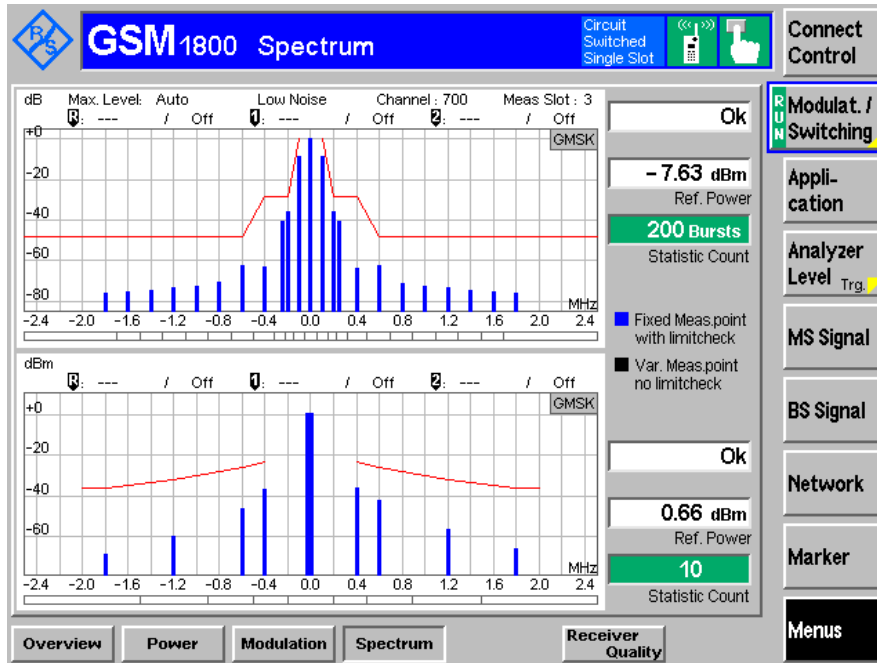 R&S GSM 1800 Spectrum
Circuit
Switched
Single Slot
Connect
Control
dB Max. Level: Auto Low Noise Channel : 700 Meas Slot : 3
R: --- / Off 1: --- / Off 2: --- / Off
+0
GMSK
-20
-40
-60
-80
MHz
-2.4 -2.0 -1.6 -1.2 -0.8 -0.4 0.0 0.4 0.8 1.2 1.6 2.0 2.4
Ok
- 7.63 dBm
Ref. Power
200 Bursts
Statistic Count
Fixed Meas.point
with limitcheck
Var. Meas.point
no limitcheck
dBm
R: --- / Off 1: --- / Off 2: --- / Off
+0
GMSK
-20
-40
-60
MHz
-2.4 -2.0 -1.6 -1.2 -0.8 -0.4 0.0 0.4 0.8 1.2 1.6 2.0 2.4
Ok
0.66 dBm
Ref. Power
10
Statistic Count
RUN
Modulat. /
Switching
Appli-
cation
Analyzer
Level Trg.
MS Signal
BS Signal
Network
Marker
Menus
Overview Power Modulation Spectrum
Receiver
Quality